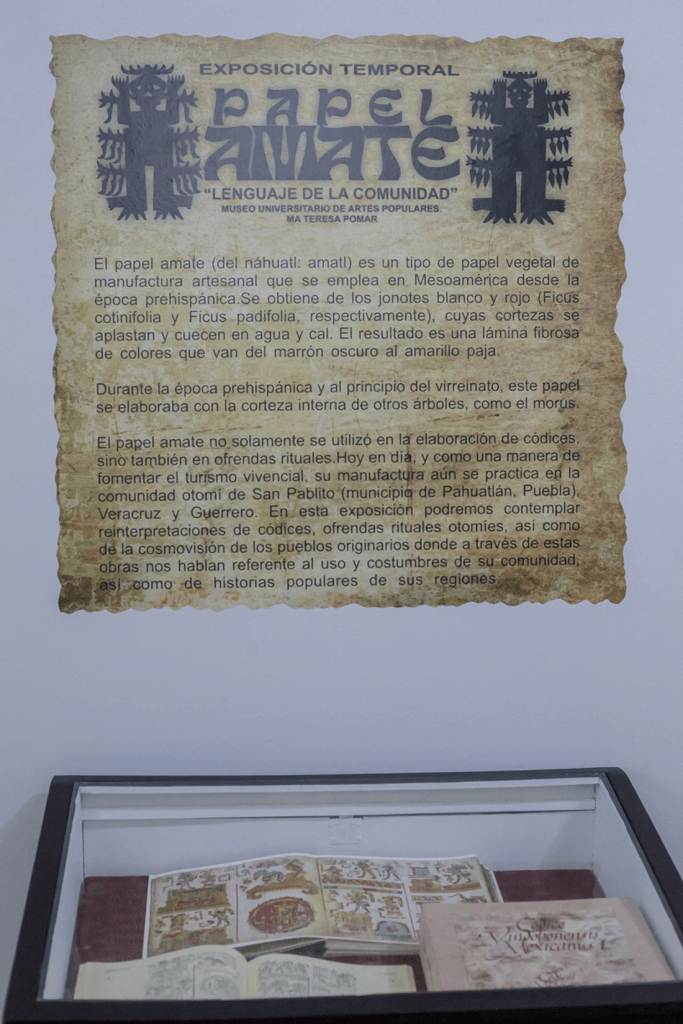 EXPOSICIÓN TEMPORAL
PAPEL
AMATE
“LENGUAJE DE LA COMUNIDAD”
MUSEO UNIVERSITARIO DE ARTES POPULARES
MA TERESA POMAR
El papel amate (del náhuatl: amatl) es un tipo de papel vegetal de
manufactura artesanal que se emplea en Mesoamérica desde la
época prehispánica.Se obtiene de los jonotes blanco y rojo (Ficus
cotinifolia y Ficus padifolia, respectivamente), cuyas cortezas se
aplastan y cuecen en agua y cal. El resultado es una lámina fibrosa
de colores que van del marrón oscuro al amarillo paja.
Durante la época prehispánica y al principio del virreinato, este papel
se elaboraba con la corteza interna de otros árboles, como el morus.
El papel amate no solamente se utilizó en la elaboración de códices,
sino también en ofrendas rituales.Hoy en día, y como una manera de
fomentar el turismo vivencial, su manufactura aún se practica en la
comunidad otomí de San Pablito (municipio de Pahuatlán, Puebla),
Veracruz y Guerrero. En esta exposición podremos contemplar
reinterpretaciones de códices, ofrendas rituales otomíes, así como
de la cosmovisión de los pueblos originarios donde a través de estas
obras nos hablan referente al uso y costumbres de su comunidad,
así como de historias populares de sus regiones
Códice
Vindobonensis
Mexicanus I